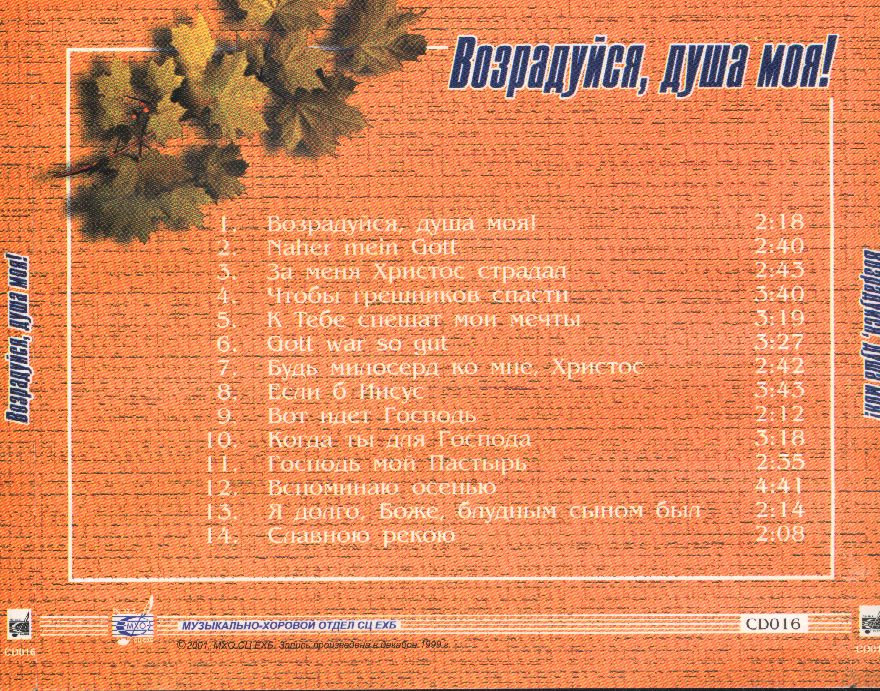 Возрадуйся, душа моя!
1. Возрадуйся, душа моя! 2:18
2. Naher mein Gott 2:40
3. За меня Христос страдал 2:43
4. Чтобы грешников спасти 3:40
5. К Тебе спешат мои мечты 3:19
6. Gott war so gut 3:27
7. Будь милосерд ко мне, Христос 2:42
8. Если б Иисус 3:43
9. Вот идет Господь 2:12
10. Когда ты для Господа 3:18
11. Господь мой Пастырь 2:35
12. Вспоминаю осенью 4:41
13. Я долго, Боже, блудным сыном был 2:14
14. Славною рекою 2:08
Возрадуйся, душа моя!
Возрадуйся, душа моя!
МХО
МУЗЫКАЛЬНО-ХОРОВОЙ ОТДЕЛ СЦ ЕХБ
CD016
©2001, МХО СЦ ЕХБ. Запись произведена в декабре 1999 г.
CD016